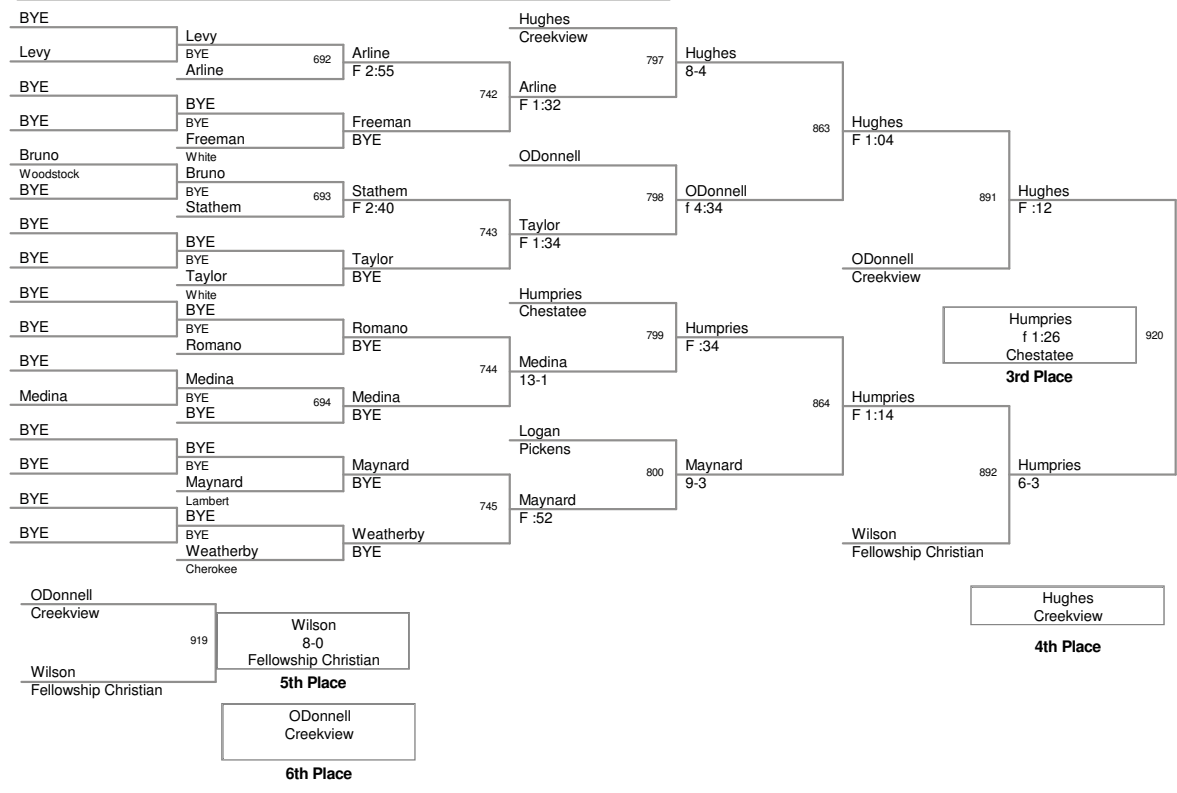 BYE
Levy
BYE
BYE
Bruno
Woodstock
BYE
BYE
BYE
BYE
BYE
BYE
Medina
BYE
BYE
BYE
BYE
Levy
BYE
Arline
692
BYE
BYE
Freeman
White
Bruno
BYE
Stathem
693
BYE
BYE
Taylor
White
BYE
BYE
Romano
Medina
BYE
BYE
694
BYE
BYE
Maynard
Lambert
BYE
BYE
Weatherby
Cherokee
Arline
F 2:55
742
Freeman
BYE
Stathem
F 2:40
743
Taylor
BYE
Romano
BYE
744
Medina
BYE
Maynard
BYE
745
Weatherby
BYE
Hughes
Creekview
797
Arline
F 1:32
ODonnell
798
Taylor
F 1:34
Humpries
Chestatee
799
Medina
13-1
Logan
Pickens
800
Maynard
F :52
Hughes
8-4
863
ODonnell
f 4:34
Humpries
F :34
864
Maynard
9-3
Hughes
F 1:04
891
ODonnell
Creekview
Humpries
F 1:14
892
Wilson
Fellowship Christian
Hughes
F :12
920
Humpries
6-3
Humpries
f 1:26
Chestatee
3rd Place
Hughes
Creekview
4th Place
ODonnell
Creekview
919
Wilson
Fellowship Christian
Wilson
8-0
Fellowship Christian
5th Place
ODonnell
Creekview
6th Place